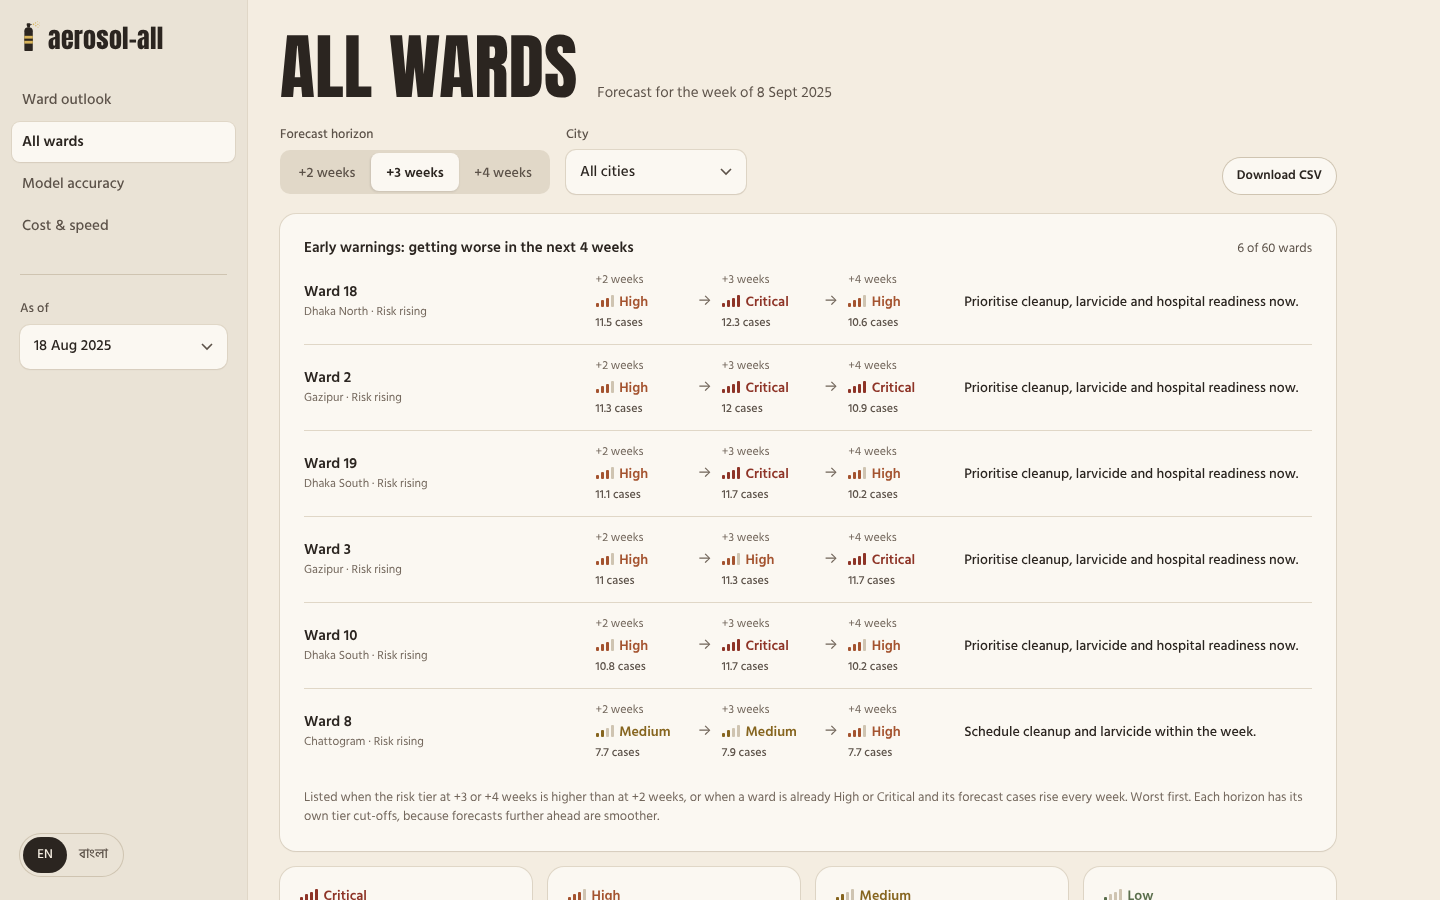 aerosol-all
Ward outlook
All wards
Model accuracy
Cost & speed
As of
18 Aug 2025
EN বাংলা
ALL WARDS
Forecast for the week of 8 Sept 2025
Forecast horizon
+2 weeks +3 weeks +4 weeks
City
All cities
Download CSV
Early warnings: getting worse in the next 4 weeks
6 of 60 wards
Ward 18
Dhaka North · Risk rising
+2 weeks
High
11.5 cases
→
+3 weeks
Critical
12.3 cases
→
+4 weeks
High
10.6 cases
Prioritise cleanup, larvicide and hospital readiness now.
Ward 2
Gazipur · Risk rising
+2 weeks
High
11.3 cases
→
+3 weeks
Critical
12 cases
→
+4 weeks
Critical
10.9 cases
Prioritise cleanup, larvicide and hospital readiness now.
Ward 19
Dhaka South · Risk rising
+2 weeks
High
11.1 cases
→
+3 weeks
Critical
11.7 cases
→
+4 weeks
High
10.2 cases
Prioritise cleanup, larvicide and hospital readiness now.
Ward 3
Gazipur · Risk rising
+2 weeks
High
11 cases
→
+3 weeks
High
11.3 cases
→
+4 weeks
Critical
11.7 cases
Prioritise cleanup, larvicide and hospital readiness now.
Ward 10
Dhaka South · Risk rising
+2 weeks
High
10.8 cases
→
+3 weeks
Critical
11.7 cases
→
+4 weeks
High
10.2 cases
Prioritise cleanup, larvicide and hospital readiness now.
Ward 8
Chattogram · Risk rising
+2 weeks
Medium
7.7 cases
→
+3 weeks
Medium
7.9 cases
→
+4 weeks
High
7.7 cases
Schedule cleanup and larvicide within the week.
Listed when the risk tier at +3 or +4 weeks is higher than at +2 weeks, or when a ward is already High or Critical and its forecast cases rise every week. Worst first. Each horizon has its
own tier cut-offs, because forecasts further ahead are smoother.
Critical
High
Medium
Low